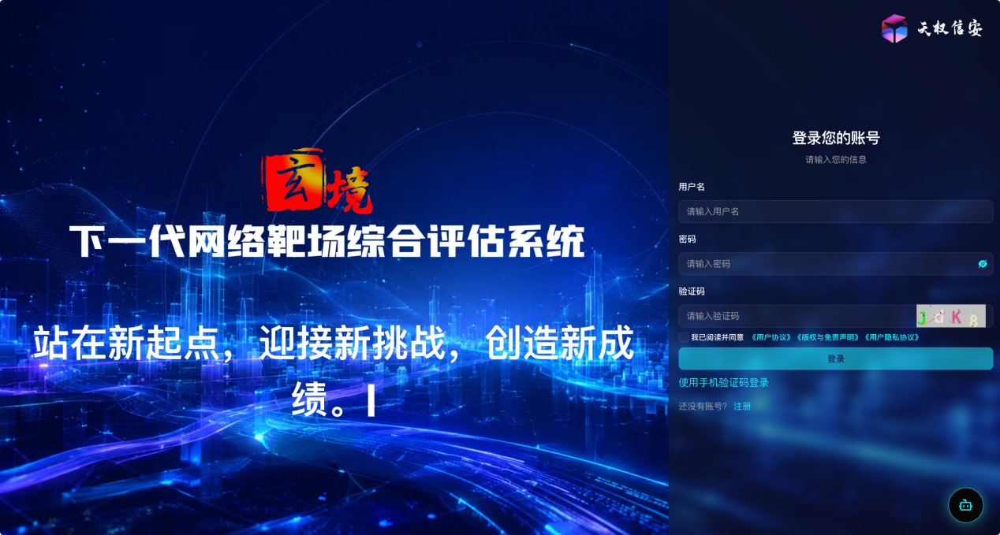 天权信安
玄境
下一代网络靶场综合评估系统
站在新起点，迎接新挑战，创造新成
绩。
登录您的账号
请输入您的信息
用户名
请输入用户名
密码
请输入密码
验证码
请输入验证码
JdK8
我已阅读并同意 《用户协议》《版权与免责声明》《用户隐私协议》
登录
使用手机验证码登录
还没有账号？ 注册